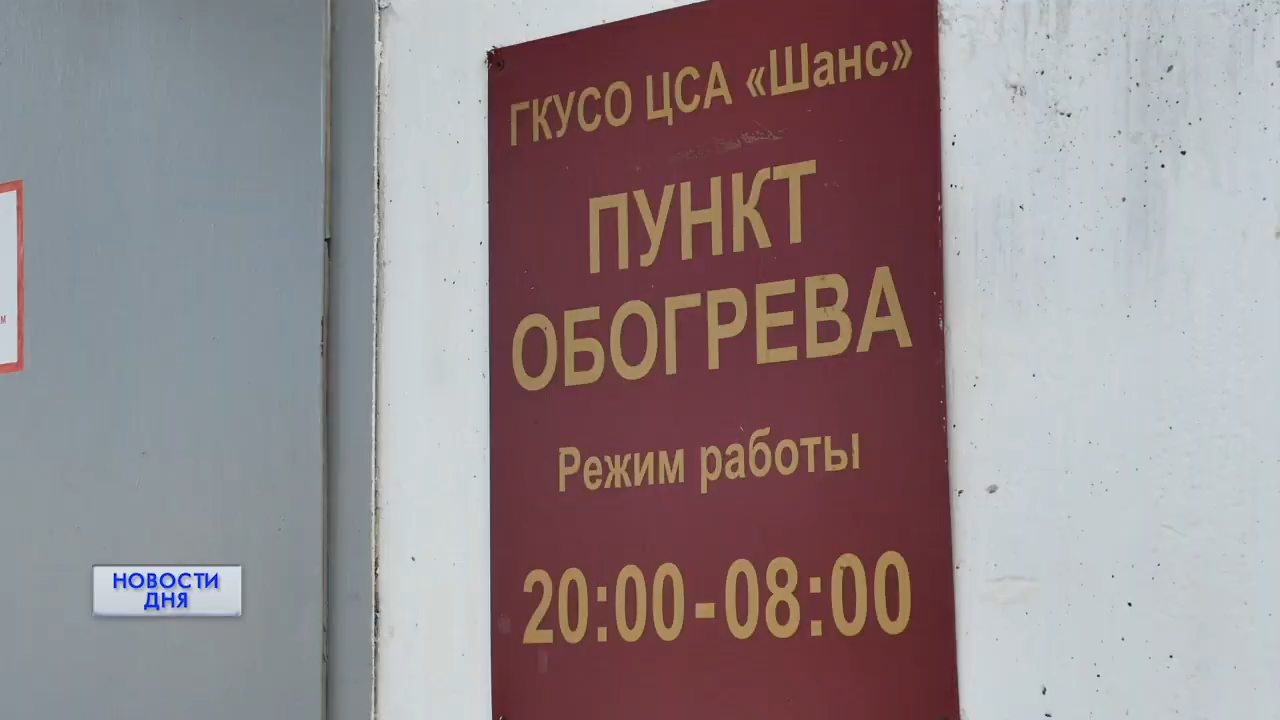 ГКУСО ЦСА «Шанс»
ПУНКТ
ОБОГРЕВА
Режим работы
20:00-08:00
НОВОСТИ
ДНЯ